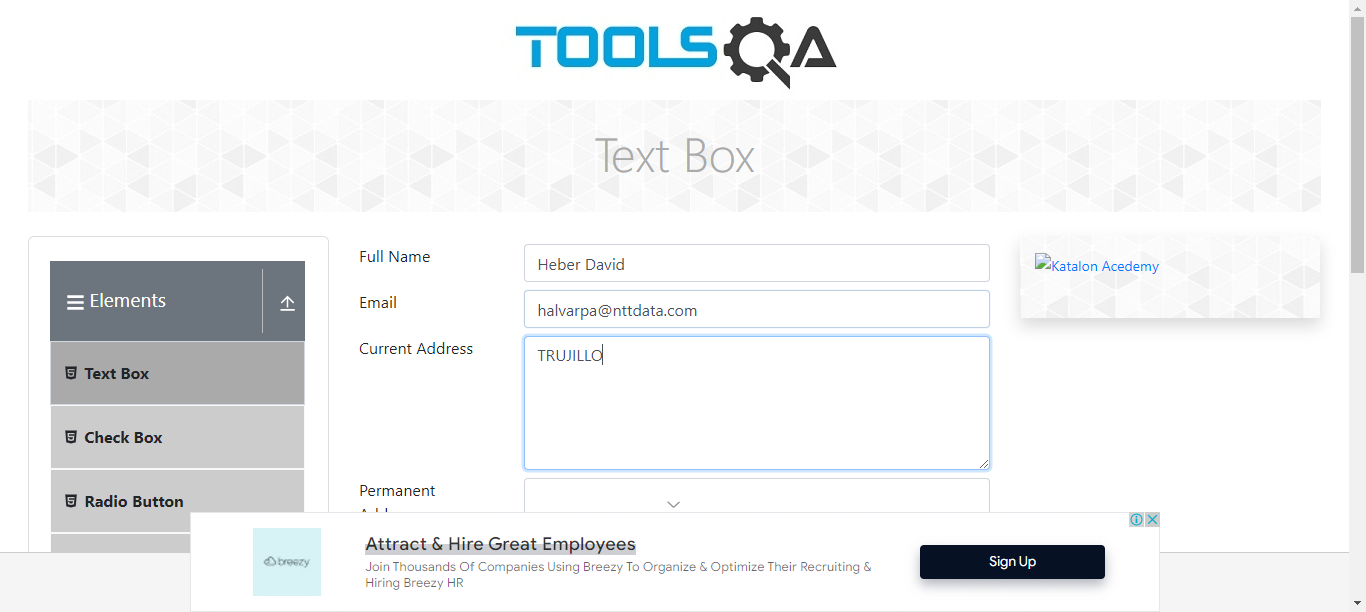 TOOLSQA
Text Box
Elements
Text Box
Check Box
Radio Button
Full Name
Heber David
Email
halvarpa@nttdata.com
Current Address
TRUJILLO
Permanent
Katalon Acedemy
breezy
Attract & Hire Great Employees
Join Thousands Of Companies Using Breezy To Organize & Optimize Their Recruiting &
Hiring Breezy HR
Sign Up